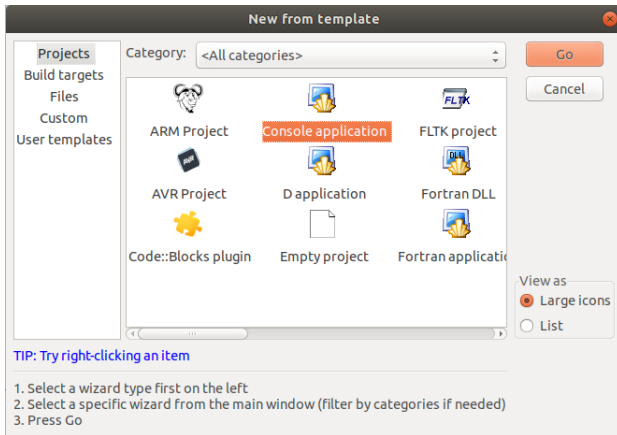 New from template
Projects
Build targets
Files
Custom
User templates
Category: <All categories>
Go
Cancel
ARM Project
Console application
FLTK
FLTK project
AVR
AVR Project
D application
DLL
Fortran DLL
Code::Blocks plugin
Empty project
Fortran applicatio
View as
Large icons
List
TIP: Try right-clicking an item
1. Select a wizard type first on the left
2. Select a specific wizard from the main window (filter by categories if needed)
3. Press Go